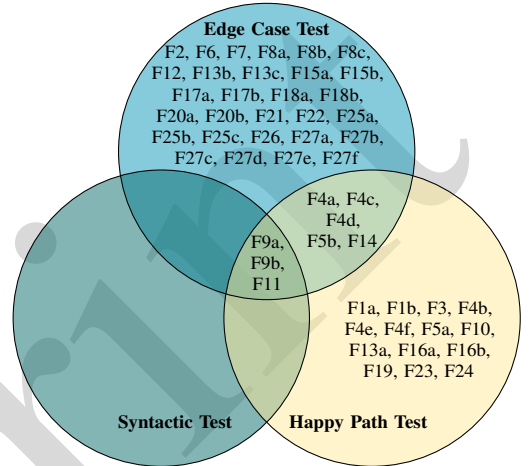 Edge Case Test
F2, F6, F7, F8a, F8b, F8c,
F12, F13b, F13c, F15a, F15b,
F17a, F17b, F18a, F18b,
F20a, F20b, F21, F22, F25a,
F25b, F25c, F26, F27a, F27b,
F27c, F27d, F27e, F27f
F4a, F4c,
F4d,
F5b, F14
F9a,
F9b,
F11
F1a, F1b, F3, F4b,
F4e, F4f, F5a, F10,
F13a, F16a, F16b,
F19, F23, F24
Syntactic Test
Happy Path Test